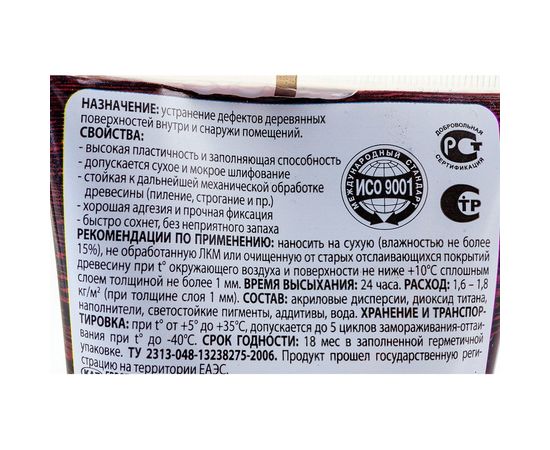 НАЗНАЧЕНИЕ: устранение дефектов деревянных
поверхностей внутри и снаружи помещений.
СВОЙСТВА:
- высокая пластичность и заполняющая способность
- допускается сухое и мокрое шлифование
- стойкая к дальнейшей механической обработке
древесины (пиление, строгание и пр.)
- хорошая адгезия и прочная фиксация
- быстро сохнет, без неприятного запаха
МЕЖДУНАРОДНЫЙ СТАНДАРТ
ИСО 9001
ДОБРОВОЛЬНАЯ
РСТ
СЕРТИФИКАЦИЯ
СТР
РЕКОМЕНДАЦИИ ПО ПРИМЕНЕНИЮ: наносить на сухую (влажностью не более
15%), не обработанную ЛКМ или очищенную от старых отслаивающихся покрытий
древесину при t° окружающего воздуха и поверхности не ниже +10°С сплошным
слоем толщиной не более 1 мм. ВРЕМЯ ВЫСЫХАНИЯ: 24 часа. РАСХОД: 1,6 – 1,8
кг/м² (при толщине слоя 1 мм). СОСТАВ: акриловые дисперсии, диоксид титана,
наполнители, светостойкие пигменты, аддитивы, вода. ХРАНЕНИЕ И ТРАНСПОР-
ТИРОВКА: при t° от +5° до +35°С, допускается до 5 циклов замораживания-оттаи-
вания при t° до -40°С. СРОК ГОДНОСТИ: 18 мес в заполненной герметичной
упаковке. ТУ 2313-048-13238275-2006. Продукт прошел государственную реги-
страцию на территории ЕАЭС.